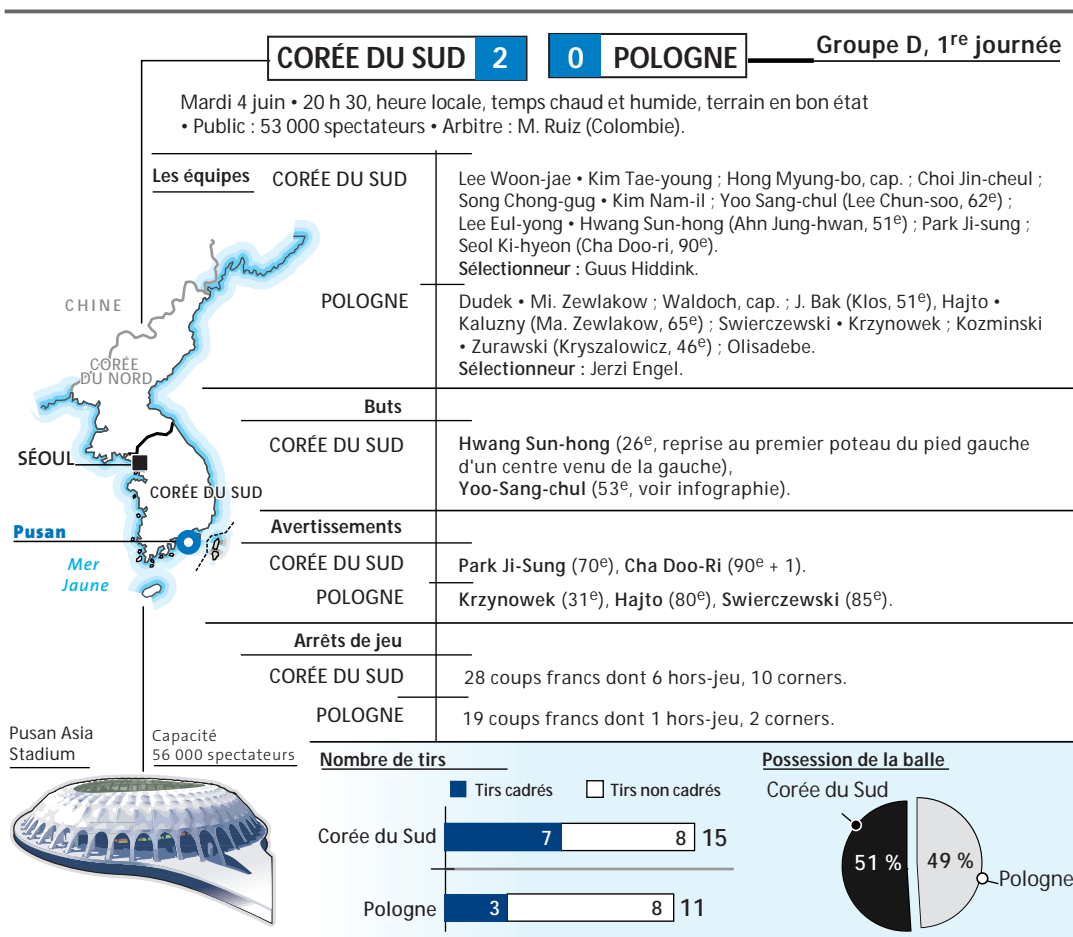 CORÉE DU SUD 2 0 POLOGNE
Groupe D, 1re journée
Mardi 4 juin • 20 h 30, heure locale, temps chaud et humide, terrain en bon état
• Public : 53 000 spectateurs • Arbitre : M. Ruiz (Colombie).
Les équipes
CORÉE DU SUD
Lee Woon-jae • Kim Tae-young ; Hong Myung-bo, cap. ; Choi Jin-cheul ;
Song Chong-gug • Kim Nam-il ; Yoo Sang-chul (Lee Chun-soo, 62e) ;
Lee Eul-yong • Hwang Sun-hong (Ahn Jung-hwan, 51e) ; Park Ji-sung ;
Seol Ki-hyeon (Cha Doo-ri, 90e).
Sélectionneur : Guus Hiddink.
POLOGNE
Dudek • Mi. Zewlakow ; Waldoch, cap. ; J. Bak (Klos, 51e), Hajto •
Kaluzny (Ma. Zewlakow, 65e) ; Swierczewski • Krzynowek ; Kozminski
• Zurawski (Kryszalowicz, 46e) ; Olisadebe.
Sélectionneur : Jerzi Engel.
Buts
CORÉE DU SUD
Hwang Sun-hong (26e, reprise au premier poteau du pied gauche
d'un centre venu de la gauche),
Yoo-Sang-chul (53e, voir infographie).
Avertissements
CORÉE DU SUD
Park Ji-Sung (70e), Cha Doo-Ri (90e + 1).
POLOGNE
Krzynowek (31e), Hajto (80e), Swierczewski (85e).
Arrêts de jeu
CORÉE DU SUD
28 coups francs dont 6 hors-jeu, 10 corners.
POLOGNE
19 coups francs dont 1 hors-jeu, 2 corners.
CHINE
CORÉE
DU NORD
SÉOUL
CORÉE DU SUD
Pusan
Mer
Jaune
Pusan Asia
Stadium
Capacité
56 000 spectateurs
Nombre de tirs
Tirs cadrés
Tirs non cadrés
Corée du Sud 7 8 15
Pologne 3 8 11
Possession de la balle
Corée du Sud
51 %
49 %
Pologne